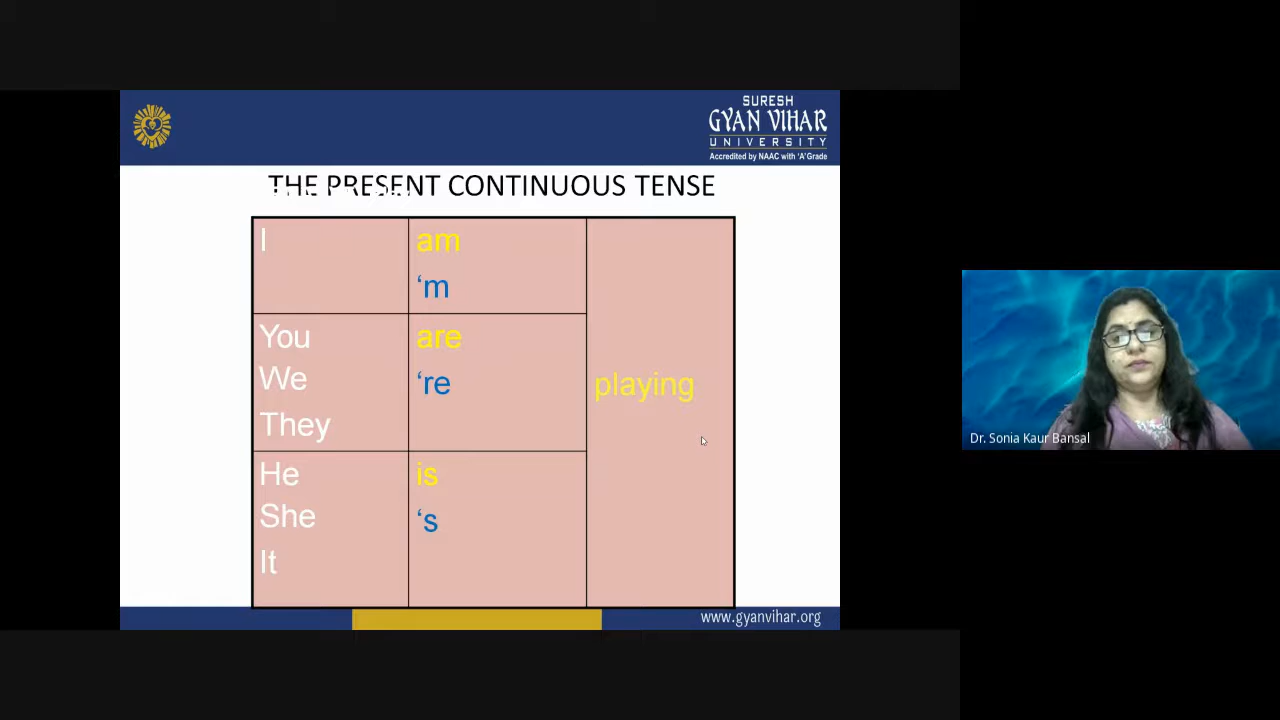 SURESH
GYAN VIHAR
UNIVERSITY
Accredited by NAAC with 'A' Grade
THE PRESENT CONTINUOUS TENSE
I
am
‘m
You
We
They
are
‘re
playing
He
She
It
is
‘s
www.gyanvihar.org
Dr. Sonia Kaur Bansal